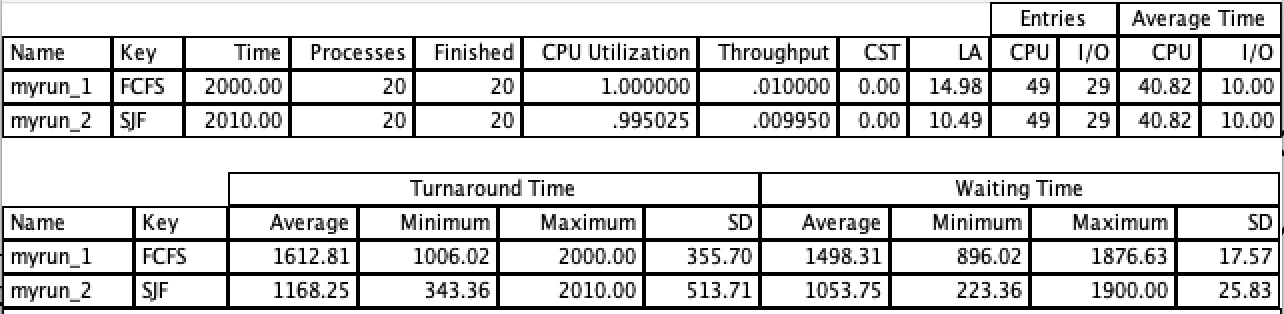 Entries Average Time
Name Key Time Processes Finished CPU Utilization Throughput CST LA CPU I/O CPU I/O
myrun_1 FCFS 2000.00 20 20 1.000000 .010000 0.00 14.98 49 29 40.82 10.00
myrun_2 SJF 2010.00 20 20 .995025 .009950 0.00 10.49 49 29 40.82 10.00
Turnaround Time Waiting Time
Name Key Average Minimum Maximum SD Average Minimum Maximum SD
myrun_1 FCFS 1612.81 1006.02 2000.00 355.70 1498.31 896.02 1876.63 17.57
myrun_2 SJF 1168.25 343.36 2010.00 513.71 1053.75 223.36 1900.00 25.83